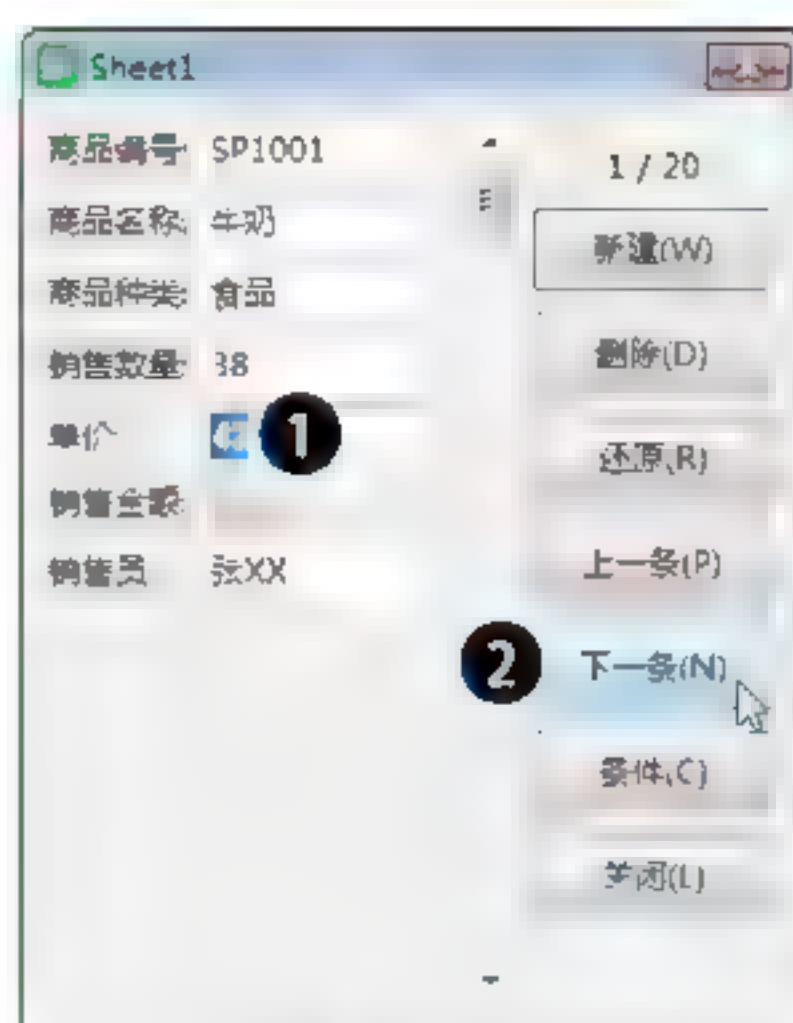 Sheet1
商品编号: SP1001
1 / 20
商品名称: 牛奶
新建(W)
商品种类: 食品
销售数量: 38
删除(D)
单价
1
还原(R)
销售金额:
销售员 张XX
上一条(P)
2
下一条(N)
条件(C)
关闭(L)